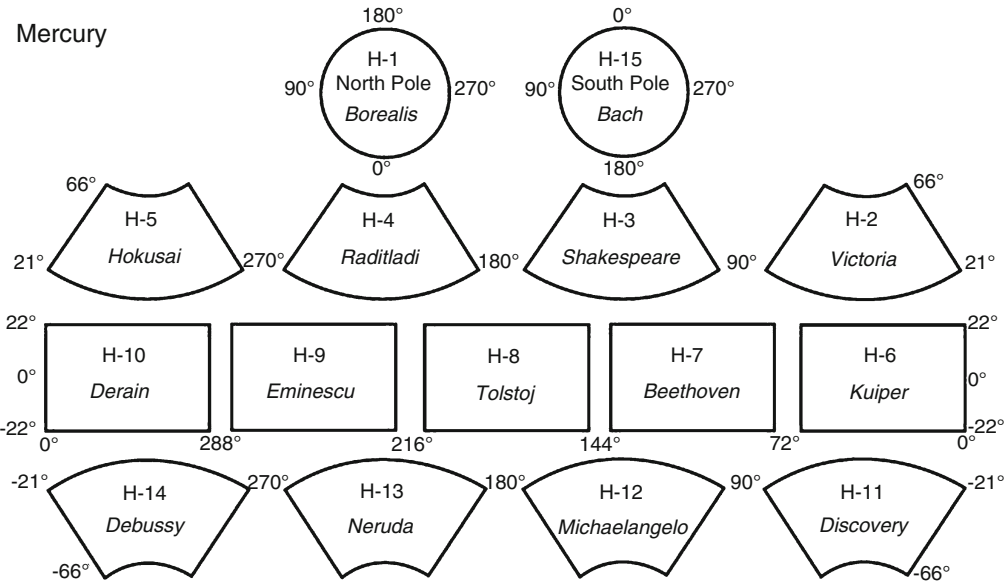 Mercury
180° 0°
H-1 H-15
90° North Pole 270° 90° South Pole 270°
Borealis Bach
0° 180°
66° 66°
H-5 H-4 H-3 H-2
Hokusai Raditladi Shakespeare Victoria
21° 270° 180° 90° 21°
22° 22°
H-10 H-9 H-8 H-7 H-6
0° 0°
Derain Eminescu Tolstoj Beethoven Kuiper
-22° -22°
0° 288° 216° 144° 72° 0°
-21° 270° 180° 90° -21°
H-14 H-13 H-12 H-11
Debussy Neruda Michaelangelo Discovery
-66° -66°